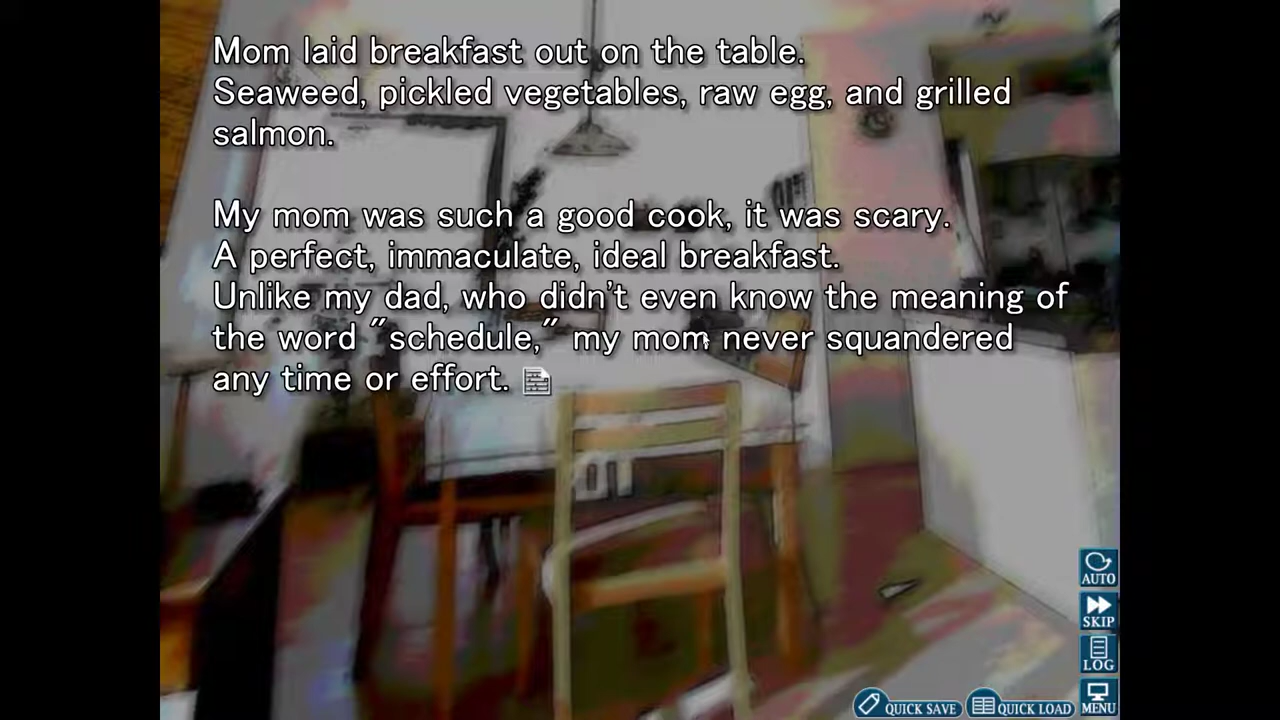 Mom laid breakfast out on the table.
Seaweed, pickled vegetables, raw egg, and grilled
salmon.
My mom was such a good cook, it was scary.
A perfect, immaculate, ideal breakfast.
Unlike my dad, who didn't even know the meaning of
the word "schedule," my mom never squandered
any time or effort.
AUTO
SKIP
LOG
MENU
QUICK SAVE
QUICK LOAD